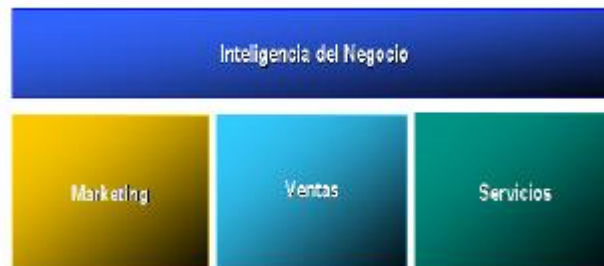 Inteligencia del Negocio
Marketing
Ventas
Servicios